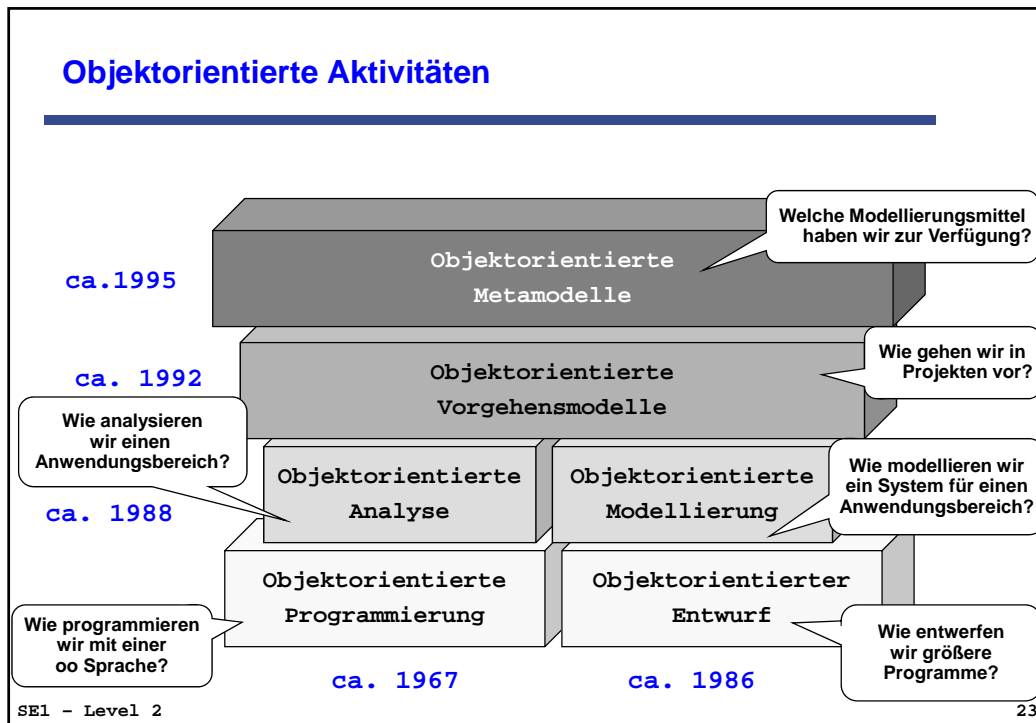 Objektorientierte Aktivitäten
Welche Modellierungsmittel
haben wir zur Verfügung?
ca.1995
Objektorientierte
Metamodelle
Wie gehen wir in
Projekten vor?
ca. 1992
Objektorientierte
Vorgehensmodelle
Wie analysieren
wir einen
Anwendungsbereich?
ca. 1988
Objektorientierte
Analyse
Objektorientierte
Modellierung
Wie modellieren wir
ein System für einen
Anwendungsbereich?
Objektorientierte
Programmierung
Objektorientierter
Entwurf
Wie programmieren
wir mit einer
oo Sprache?
Wie entwerfen
wir größere
Programme?
ca. 1967
ca. 1986
SE1 - Level 2
23